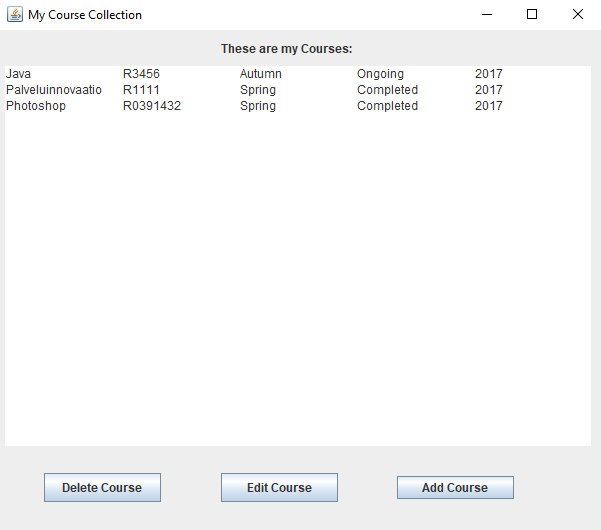 My Course Collection
These are my Courses:
Java R3456 Autumn Ongoing 2017
Palveluinnovaatio R1111 Spring Completed 2017
Photoshop R0391432 Spring Completed 2017
Delete Course Edit Course Add Course